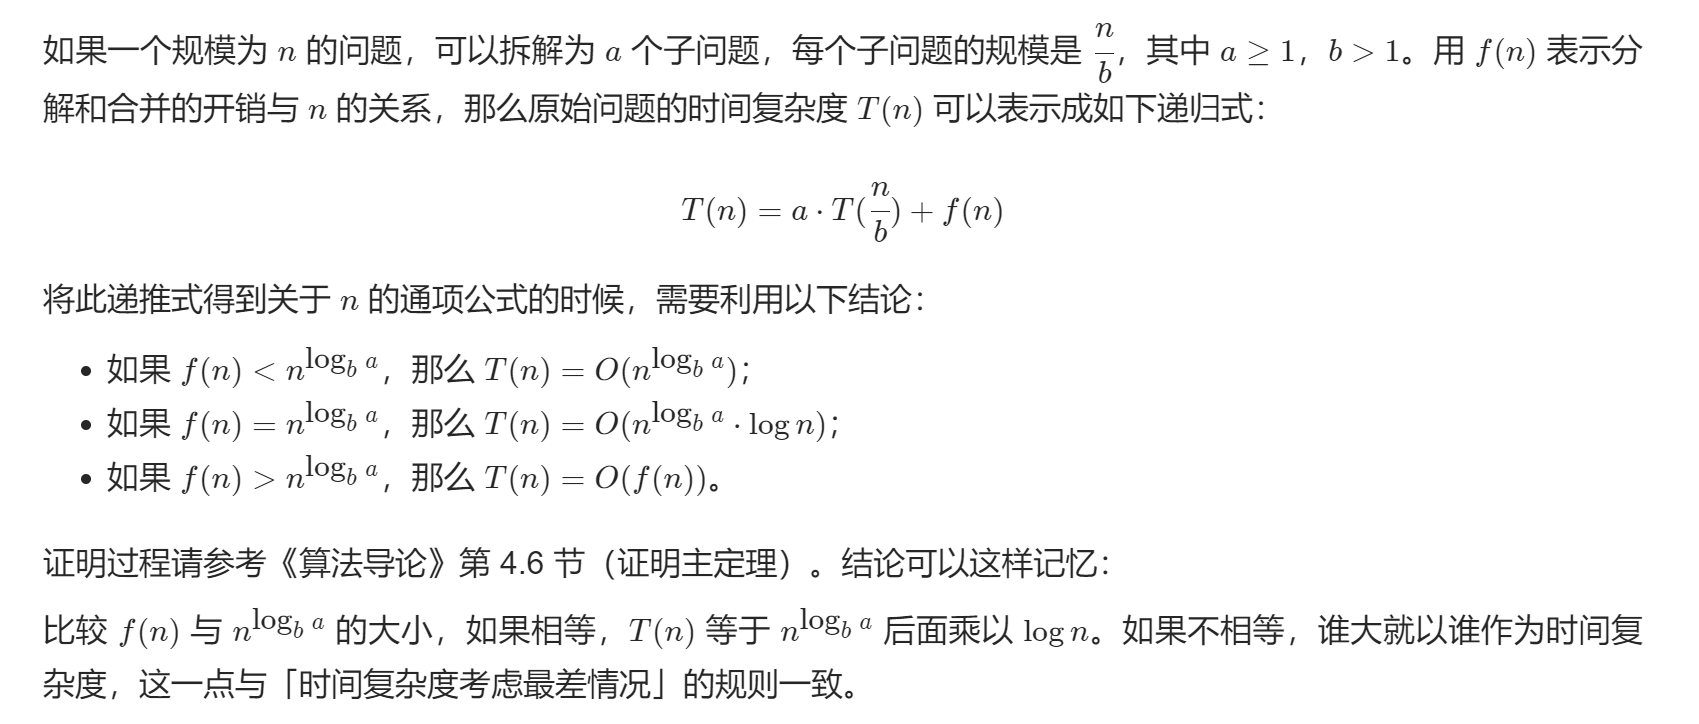 如果一个规模为 n 的问题，可以拆解为 a 个子问题，每个子问题的规模是 $\frac{n}{b}$，其中 $a \geq 1$，$b > 1$。用 $f(n)$ 表示分
解和合并的开销与 n 的关系，那么原始问题的时间复杂度 $T(n)$ 可以表示成如下递归式：
$T(n) = a \cdot T(\frac{n}{b}) + f(n)$
将此递推式得到关于 n 的通项公式的时候，需要利用以下结论：
• 如果 $f(n) < n^{\log_b a}$，那么 $T(n) = O(n^{\log_b a})$；
• 如果 $f(n) = n^{\log_b a}$，那么 $T(n) = O(n^{\log_b a} \cdot \log n)$；
• 如果 $f(n) > n^{\log_b a}$，那么 $T(n) = O(f(n))$。
证明过程请参考《算法导论》第 4.6 节（证明主定理）。结论可以这样记忆：
比较 $f(n)$ 与 $n^{\log_b a}$ 的大小，如果相等，$T(n)$ 等于 $n^{\log_b a}$ 后面乘以 $\log n$。如果不相等，谁大就以谁作为时间复
杂度，这一点与「时间复杂度考虑最差情况」的规则一致。